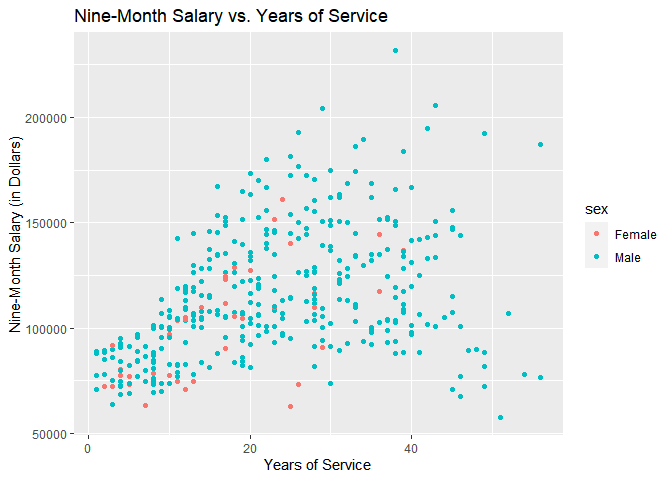 Nine-Month Salary vs. Years of Service
Nine-Month Salary (in Dollars)
200000
150000
100000
50000
0
20
40
Years of Service
sex
Female
Male